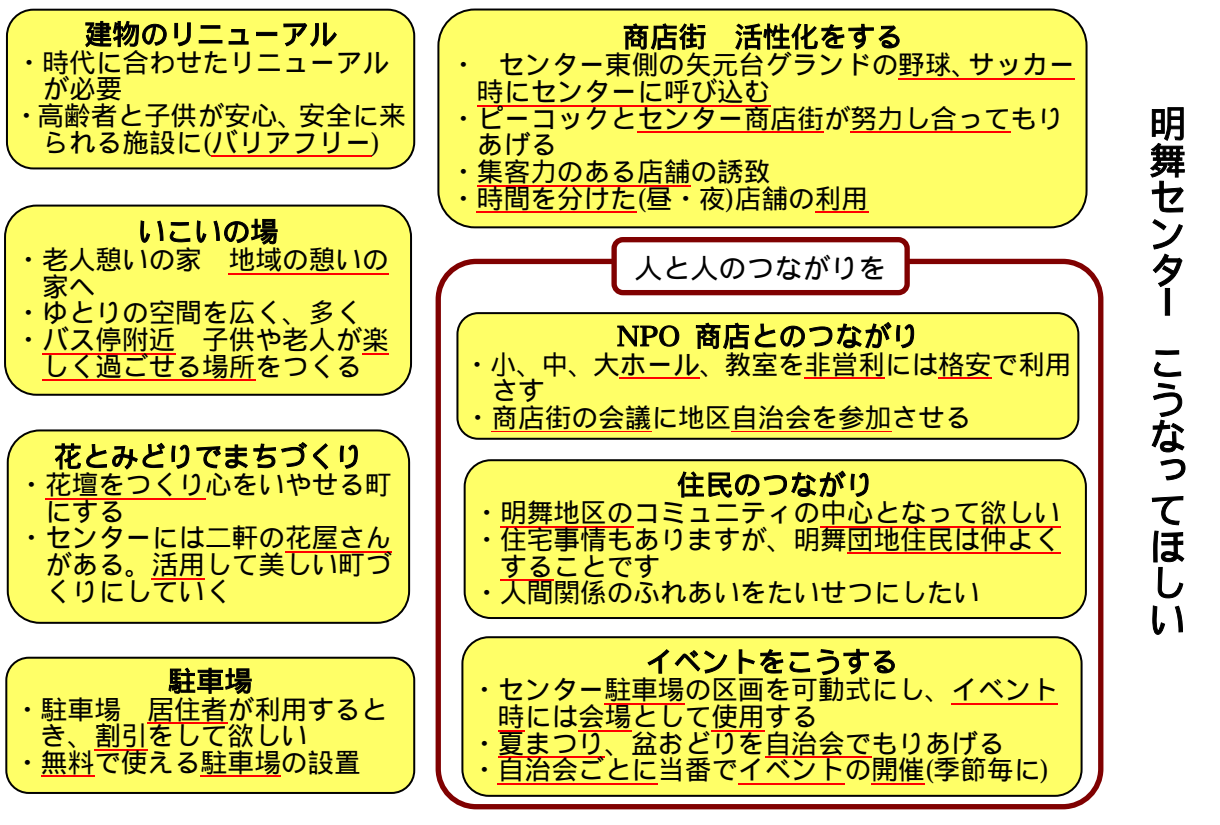 明舞センター こうなってほしい
建物のリニューアル
・時代に合わせたリニューアル
が必要
・高齢者と子供が安心、安全に来
られる施設に(バリアフリー)
いこいの場
・老人憩いの家　地域の憩いの
家へ
・ゆとりの空間を広く、多く
・バス停附近　子供や老人が楽
しく過ごせる場所をつくる
花とみどりでまちづくり
・花壇をつくり心をいやせる町
にする
・センターには二軒の花屋さん
がある。活用して美しい町づ
くりにしていく
駐車場
・駐車場　居住者が利用すると
き、割引をして欲しい
・無料で使える駐車場の設置
商店街　活性化をする
・　センター東側の矢元台グランドの野球、サッカー
時にセンターに呼び込む
・ピーコックとセンター商店街が努力し合ってもり
あげる
・集客力のある店舗の誘致
・時間を分けた(昼・夜)店舗の利用
人と人のつながりを
NPO 商店とのつながり
・小、中、大ホール、教室を非営利には格安で利用
さす
・商店街の会議に地区自治会を参加させる
住民のつながり
・明舞地区のコミュニティの中心となって欲しい
・住宅事情もありますが、明舞団地住民は仲よく
することです
・人間関係のふれあいをたいせつにしたい
イベントをこうする
・センター駐車場の区画を可動式にし、イベント
時には会場として使用する
・夏まつり、盆おどりを自治会でもりあげる
・自治会ごとに当番でイベントの開催(季節毎に)